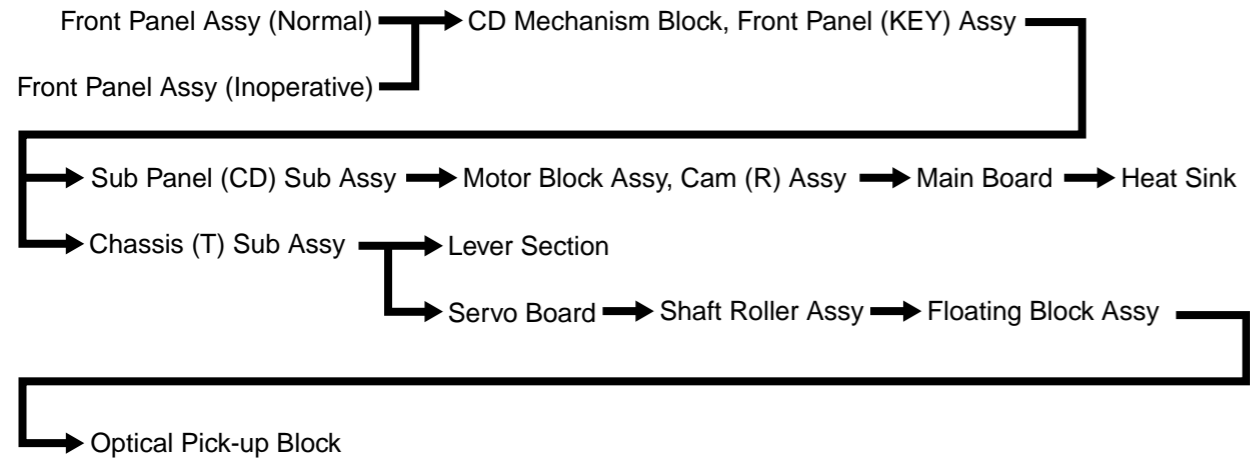 Front Panel Assy (Normal)
CD Mechanism Block, Front Panel (KEY) Assy
Front Panel Assy (Inoperative)
Sub Panel (CD) Sub Assy
Motor Block Assy, Cam (R) Assy
Main Board
Heat Sink
Chassis (T) Sub Assy
Lever Section
Servo Board
Shaft Roller Assy
Floating Block Assy
Optical Pick-up Block